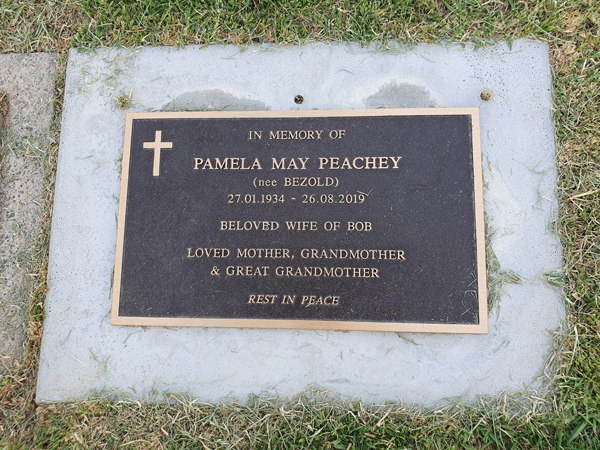 IN MEMORY OF
PAMELA MAY PEACHEY
(nee BEZOLD)
27.01.1934 - 26.08.2019
BELOVED WIFE OF BOB
LOVED MOTHER, GRANDMOTHER
& GREAT GRANDMOTHER
REST IN PEACE